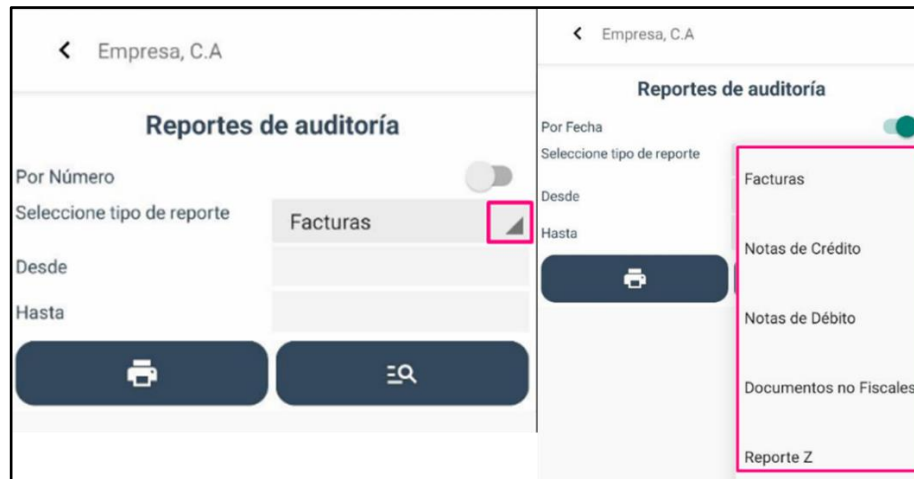 Empresa, C.A
Reportes de auditoría
Por Número
Seleccione tipo de reporte
Facturas
Desde
Hasta
Empresa, C.A
Reportes de auditoría
Por Fecha
Seleccione tipo de reporte
Desde
Hasta
Facturas
Notas de Crédito
Notas de Débito
Documentos no Fiscales
Reporte Z